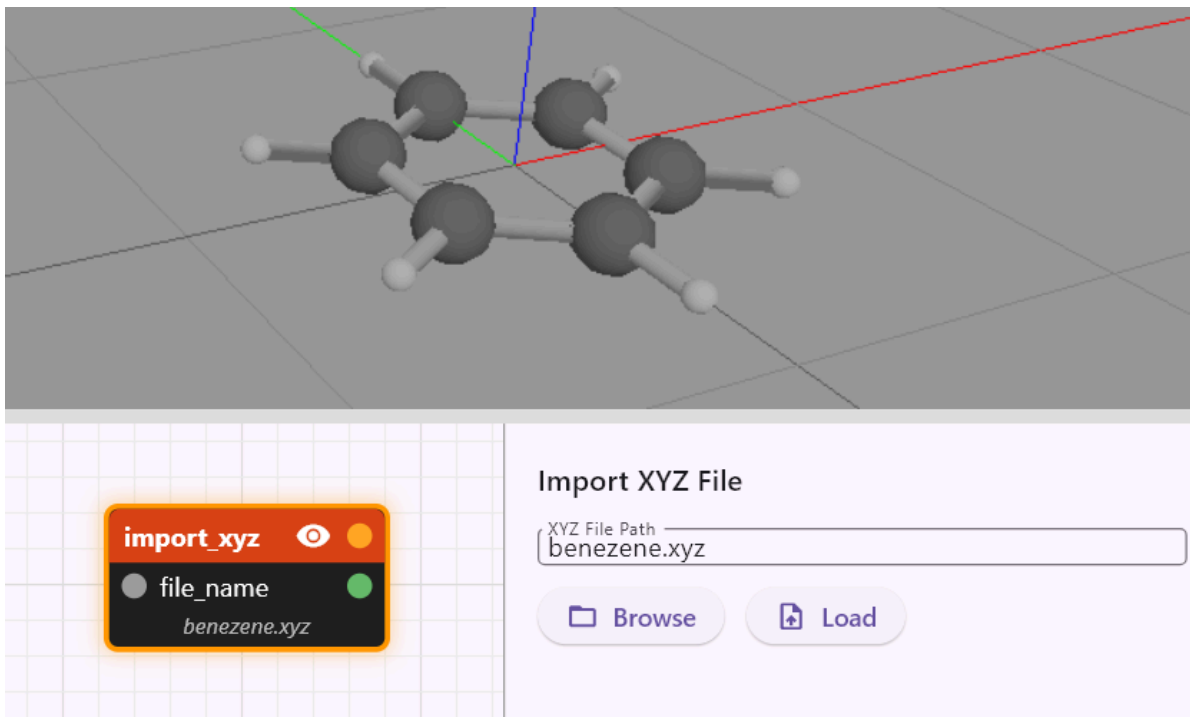 import_xyz
file_name
benezene.xyz
Import XYZ File
XYZ File Path
benezene.xyz
Browse
Load